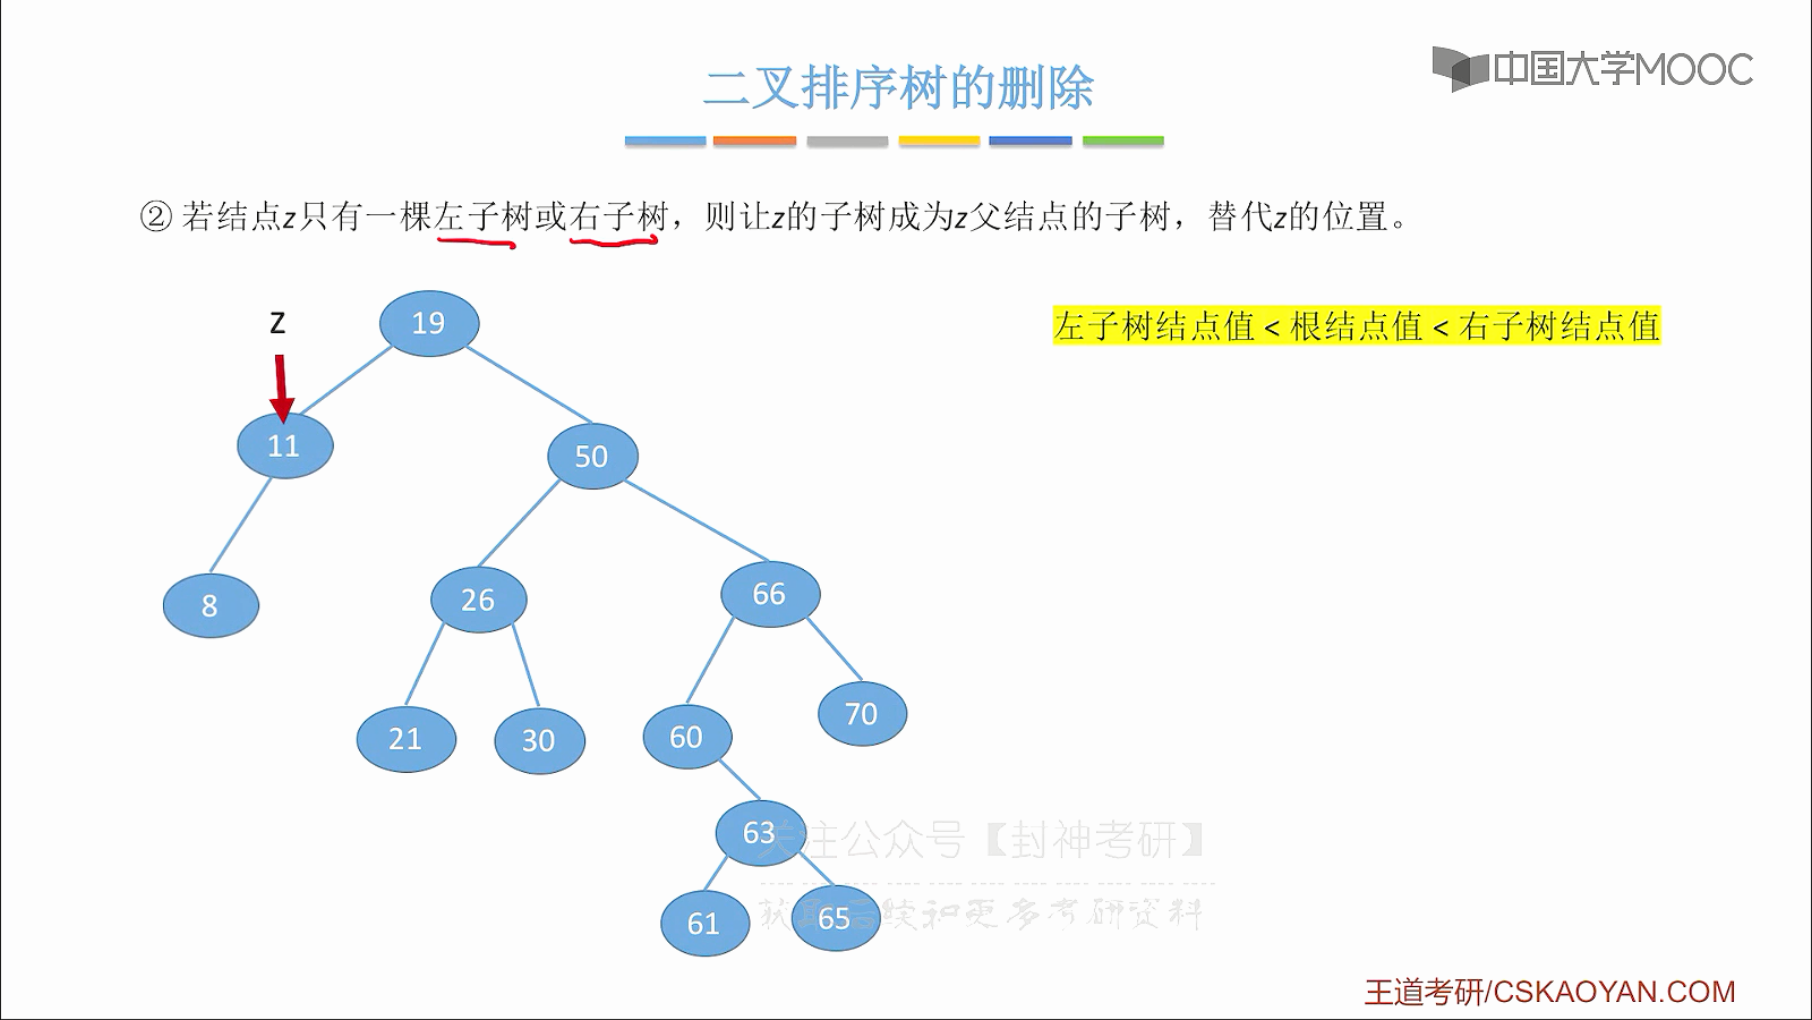 中国大学MOOC
二叉排序树的删除
② 若结点z只有一棵左子树或右子树，则让z的子树成为z父结点的子树，替代z的位置。
z
19
左子树结点值 < 根结点值 < 右子树结点值
11
50
8
26
66
21
30
60
70
63
关注公众号【封神考研】
61
65
获取后续和更多考研资料
王道考研/CSKAOYAN.COM